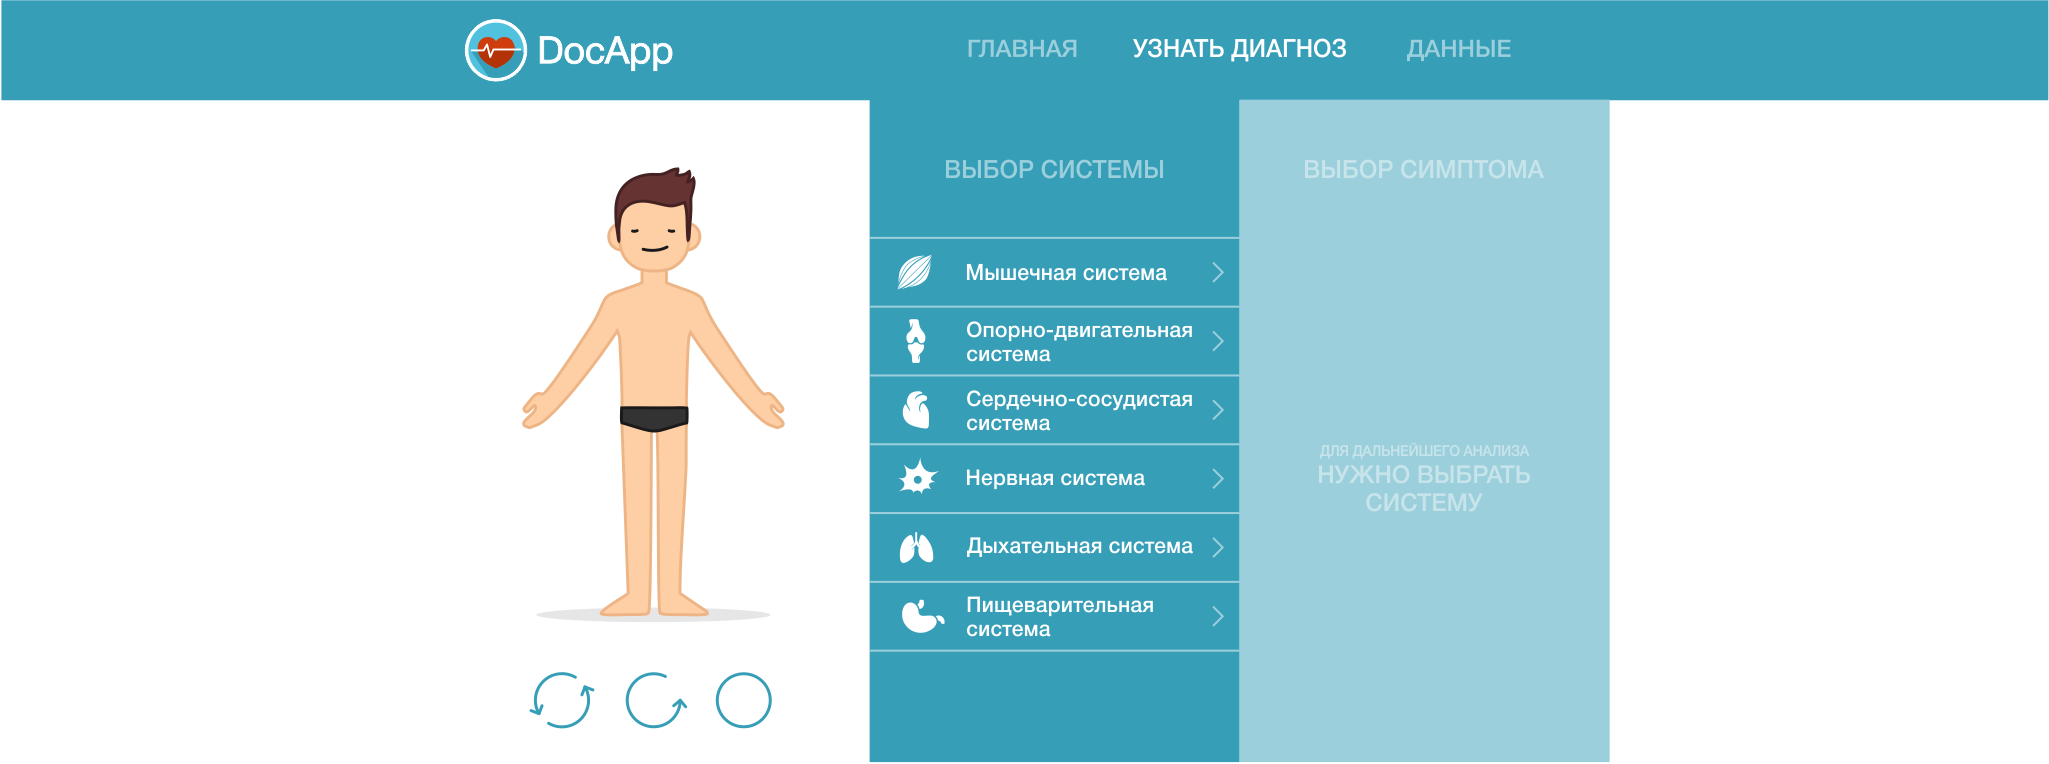 DocApp
ГЛАВНАЯ
УЗНАТЬ ДИАГНОЗ
ДАННЫЕ
ВЫБОР СИСТЕМЫ
Мышечная система
Опорно-двигательная
система
Сердечно-сосудистая
система
Нервная система
Дыхательная система
Пищеварительная
система
ВЫБОР СИМПТОМА
ДЛЯ ДАЛЬНЕЙШЕГО АНАЛИЗА
НУЖНО ВЫБРАТЬ
СИСТЕМУ